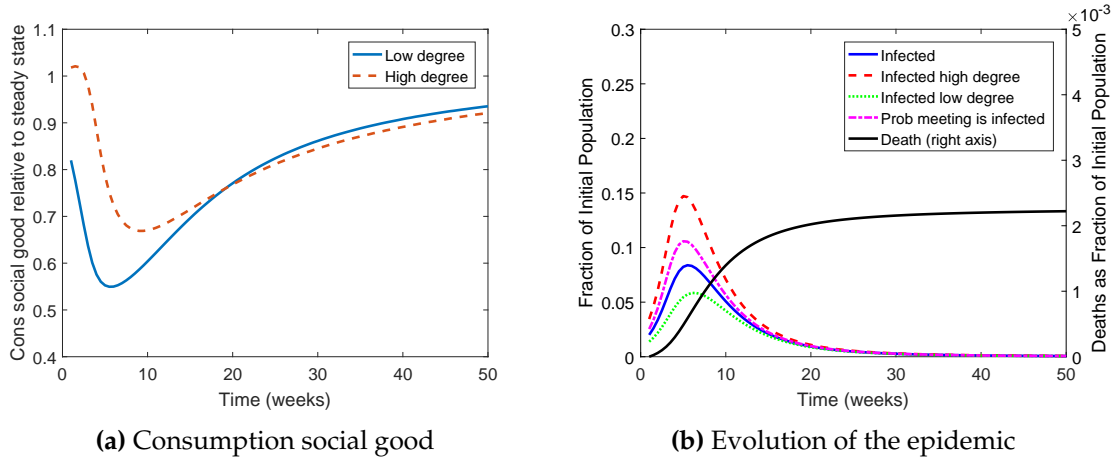 1.1
1
0.9
0.8
0.7
0.6
0.5
0.4
0
10
20
30
40
50
Cons social good relative to steady state
Time (weeks)
Low degree
High degree
(a) Consumption social good
0.3
0.25
0.2
0.15
0.1
0.05
0
Fraction of Initial Population
×10⁻³
5
4
3
2
1
0
Deaths as Fraction of Initial Population
0
10
20
30
40
50
Time (weeks)
Infected
Infected high degree
Infected low degree
Prob meeting is infected
Death (right axis)
(b) Evolution of the epidemic